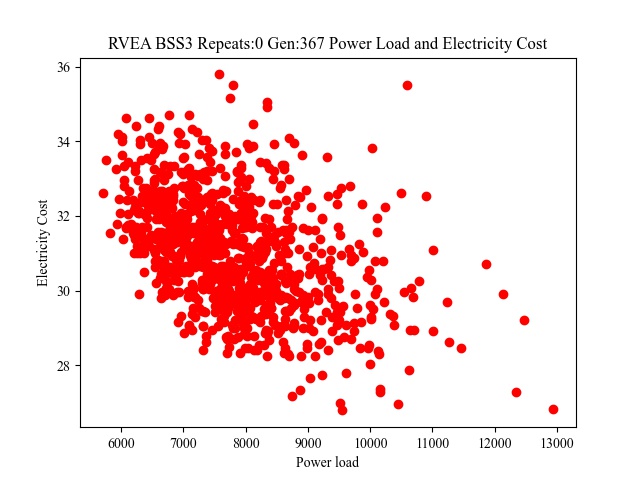 RVEA BSS3 Repeats:0 Gen:367 Power Load and Electricity Cost
36
34
32
30
28
Electricity Cost
6000 7000 8000 9000 10000 11000 12000 13000
Power load